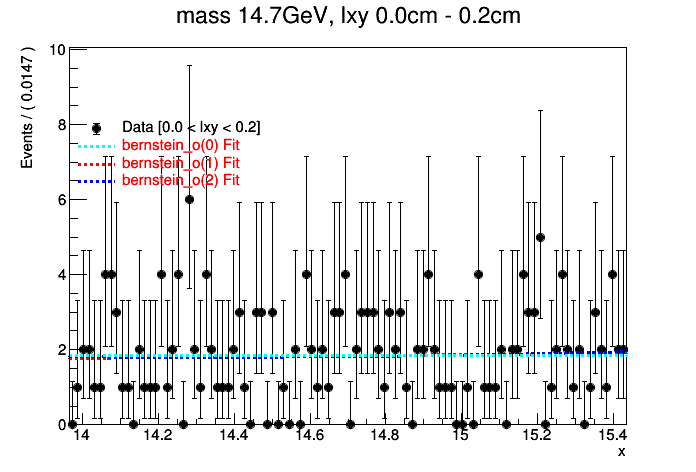 mass 14.7GeV, lxy 0.0cm - 0.2cm
Events / ( 0.0147 )
10
8
6
4
2
0
Data [0.0 < lxy < 0.2]
bernstein_o(0) Fit
bernstein_o(1) Fit
bernstein_o(2) Fit
14 14.2 14.4 14.6 14.8 15 15.2 15.4
x